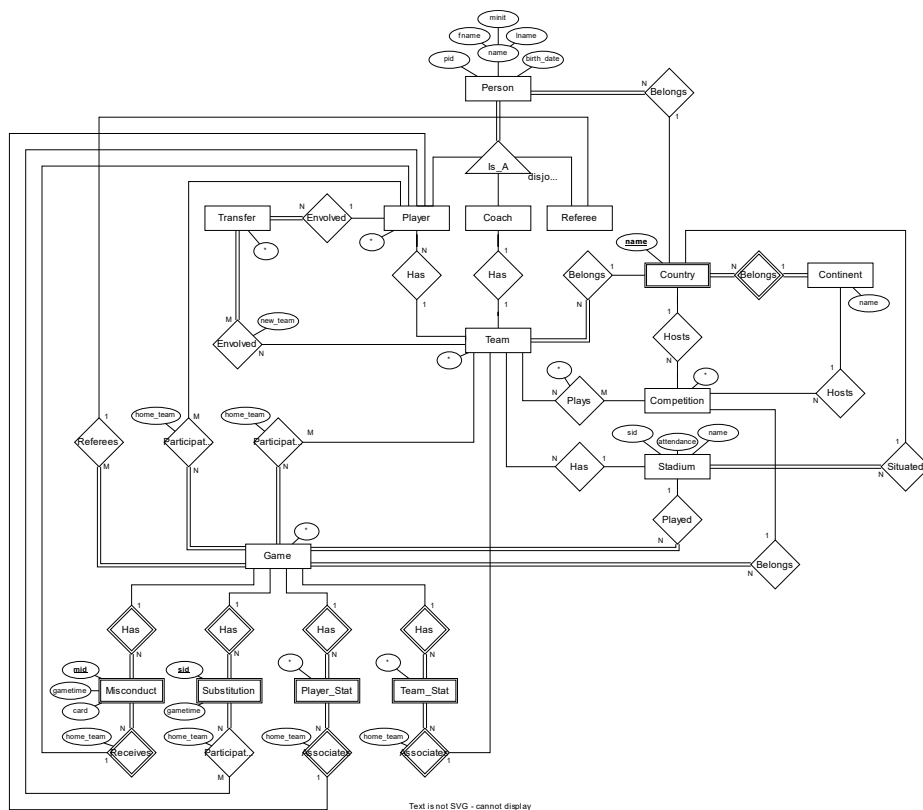 minit
fname
lname
name
pid
birth_date
Person
N
Belongs
1
Is_A
disjo...
Transfer
N
Envolved
1
Player
Coach
Referee
*
*
name
Has
N
1
Has
N
1
Belongs
1
N
Country
N
Belongs
1
Continent
name
M
new_team
Envolved
N
Team
*
1
Hosts
N
1
Hosts
N
*
N
Plays
M
*
Competition
home_team
M
Participat...
N
home_team
Participat...
M
N
1
Referees
M
sid
attendance
name
N
Has
1
Stadium
1
Situated
N
1
Played
N
*
Game
1
Belongs
N
1
Has
N
1
Has
N
1
Has
N
1
Has
N
mid
gametime
card
Misconduct
sid
Substitution
gametime
*
Player_Stat
*
Team_Stat
home_team
N
Receives
1
home_team
N
Participat...
M
home_team
N
Associates
1
home_team
N
Associates
1
Text is not SVG - cannot display